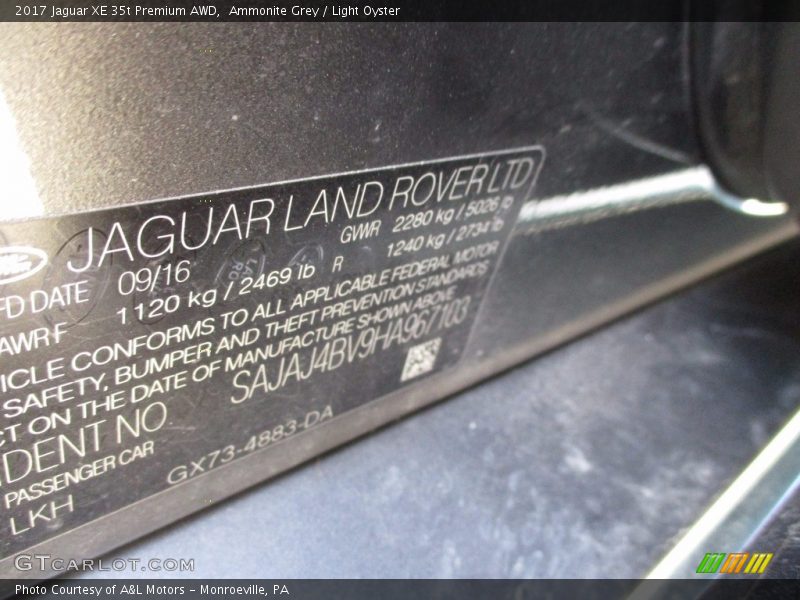 2017 Jaguar XE 35t Premium AWD,  Ammonite Grey / Light Oyster
JAGUAR LAND ROVER LTD
FD DATE 09/16 GWR 2280 kg / 5026 lb
AWR F 1120 kg / 2469 lb R 1240 kg / 2734 lb
ICLE CONFORMS TO ALL APPLICABLE FEDERAL MOTOR
SAFETY, BUMPER AND THEFT PREVENTION STANDARDS
CT ON THE DATE OF MANUFACTURE SHOWN ABOVE
IDENT NO SAJAJ4BV9HA967103
PASSENGER CAR
LKH GX73-4883-DA
GTCARLOT.COM
Photo Courtesy of A&L Motors – Monroeville, PA